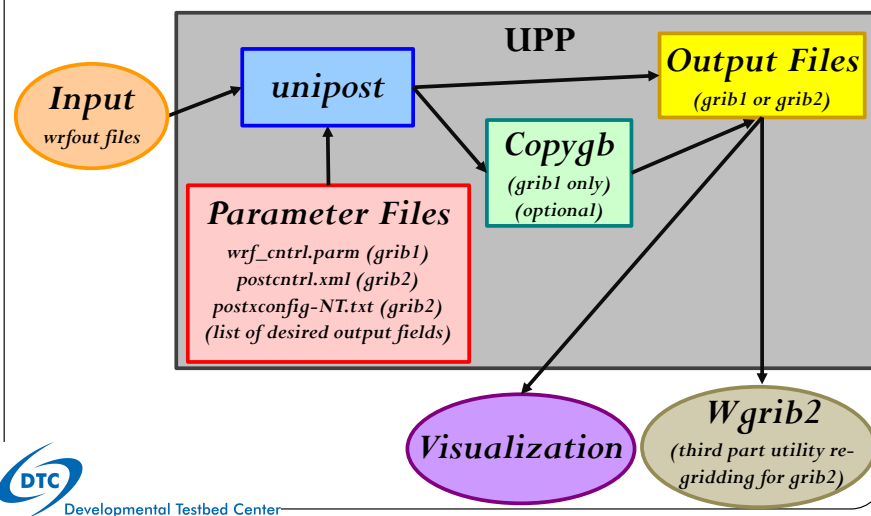 UPP
Input
wrfout files
unipost
Output Files
(grib1 or grib2)
Copygb
(grib1 only)
(optional)
Parameter Files
wrf_cntrl.parm (grib1)
postcntrl.xml (grib2)
postxconfig-NT.txt (grib2)
(list of desired output fields)
Visualization
Wgrib2
(third part utility re-
gridding for grib2)
DTC
Developmental Testbed Center